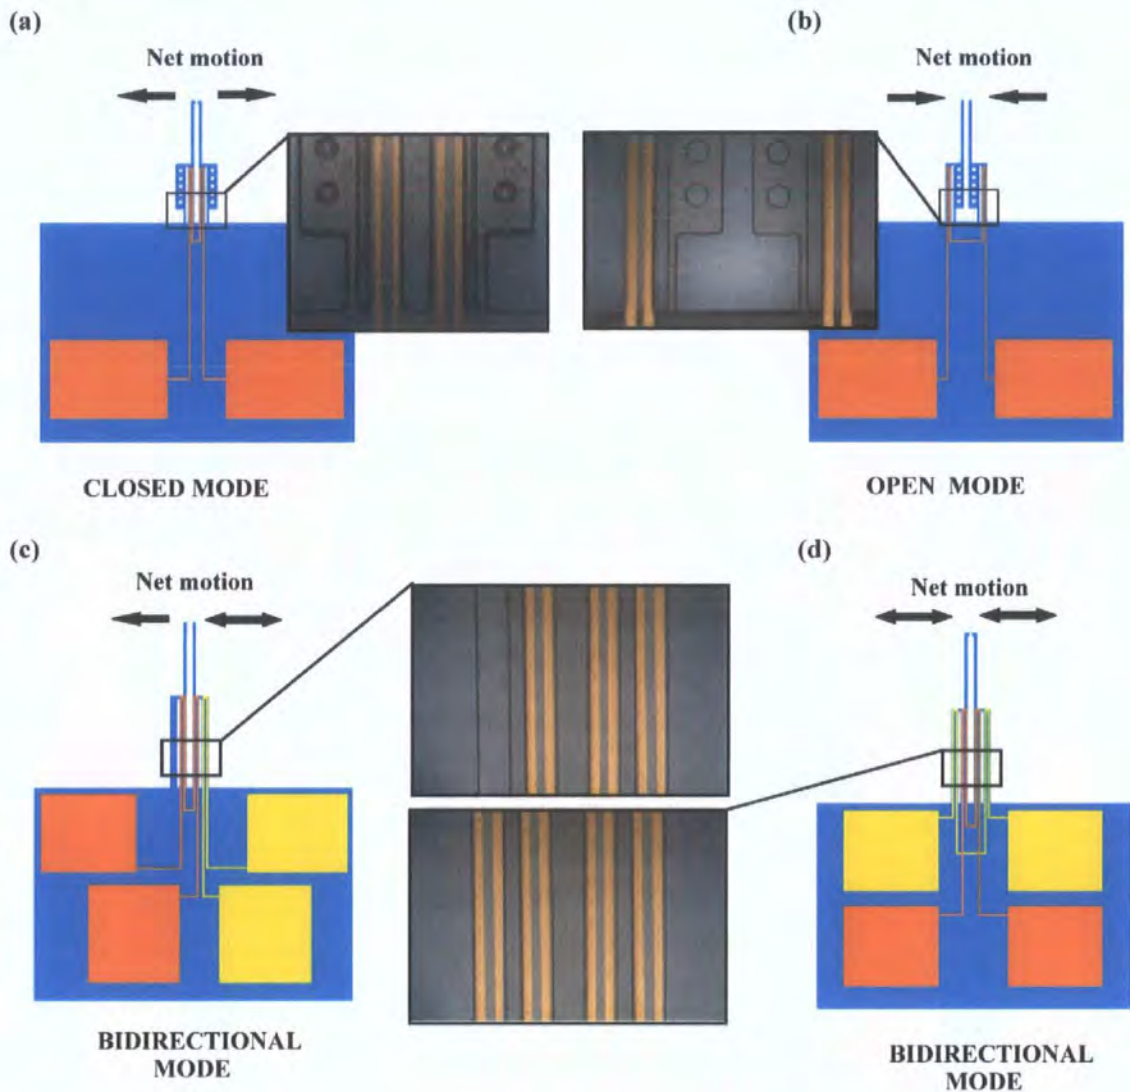 (a)
Net motion
CLOSED MODE
(b)
Net motion
OPEN MODE
(c)
Net motion
BIDIRECTIONAL
MODE
(d)
Net motion
BIDIRECTIONAL
MODE